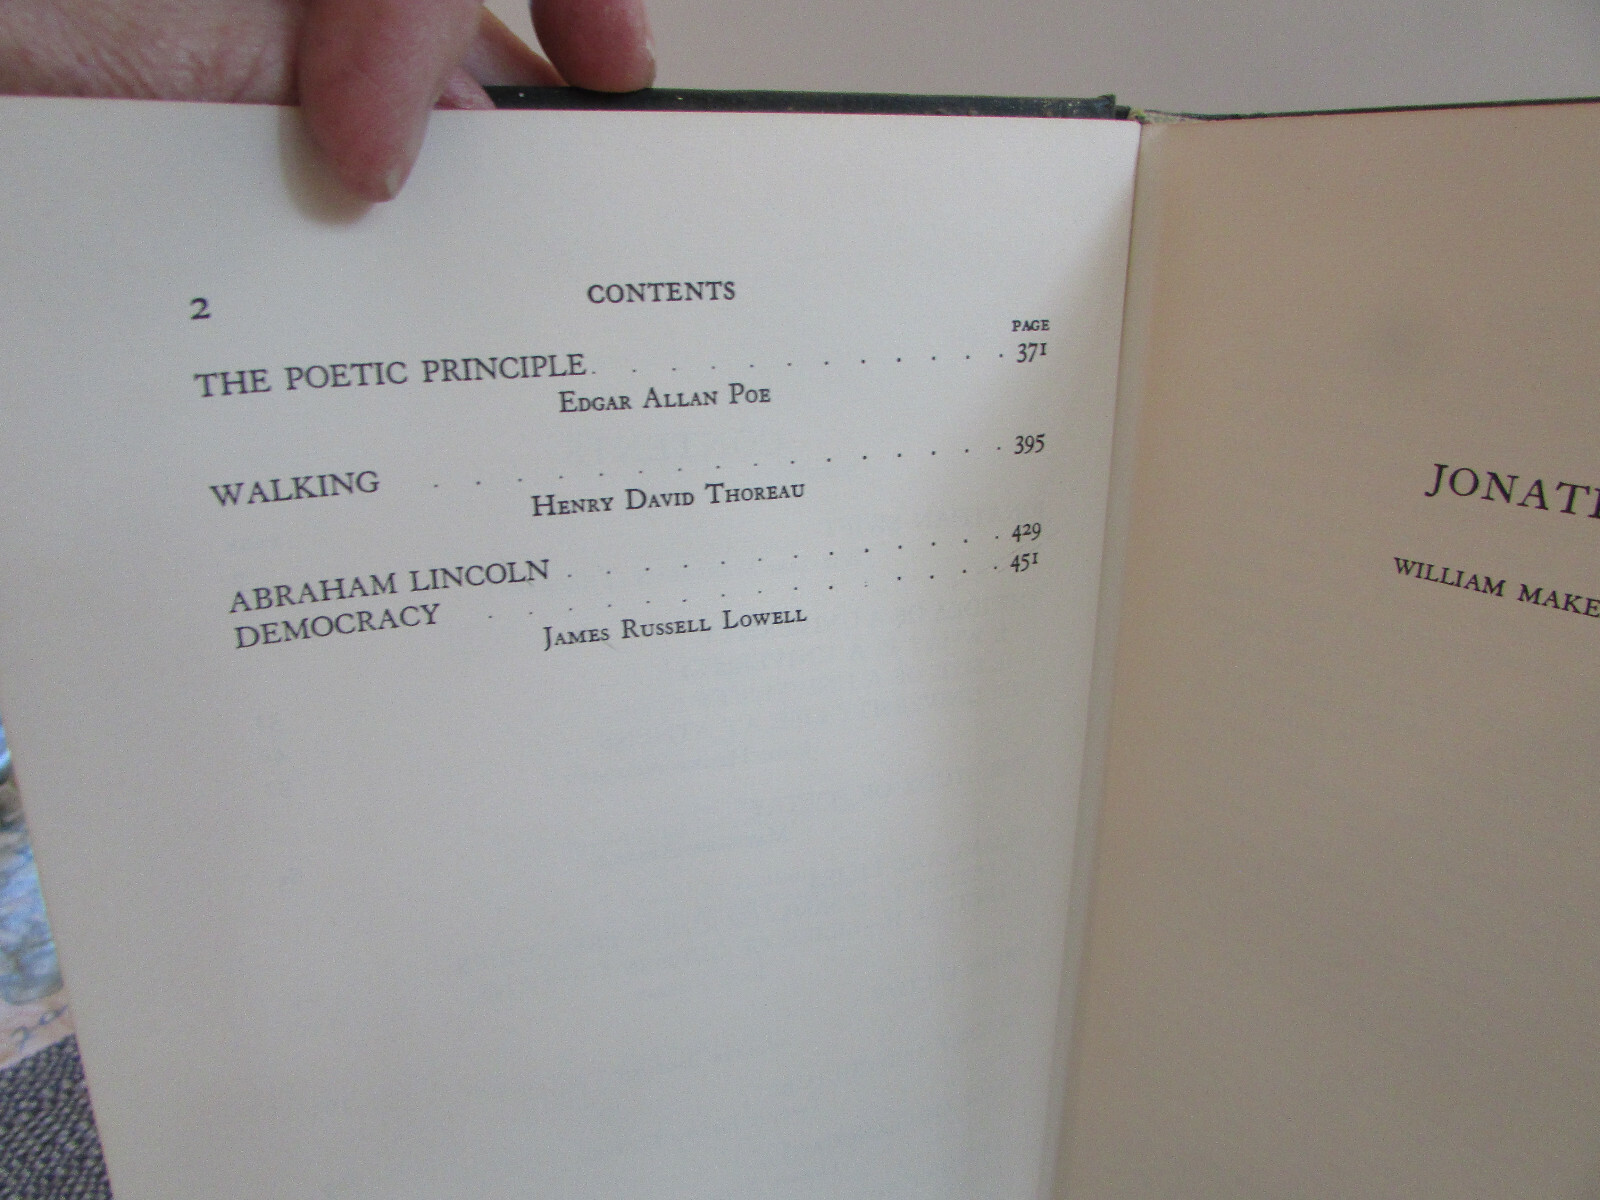 2 CONTENTS
PAGE
THE POETIC PRINCIPLE. . . . . . . . . . . . 371
Edgar Allan Poe
WALKING . . . . . . . . . . . . . . . 395
Henry David Thoreau
ABRAHAM LINCOLN . . . . . . . . . . . . 429
DEMOCRACY . . . . . . . . . . . . . . 451
James Russell Lowell
JONAT
WILLIAM MAKE